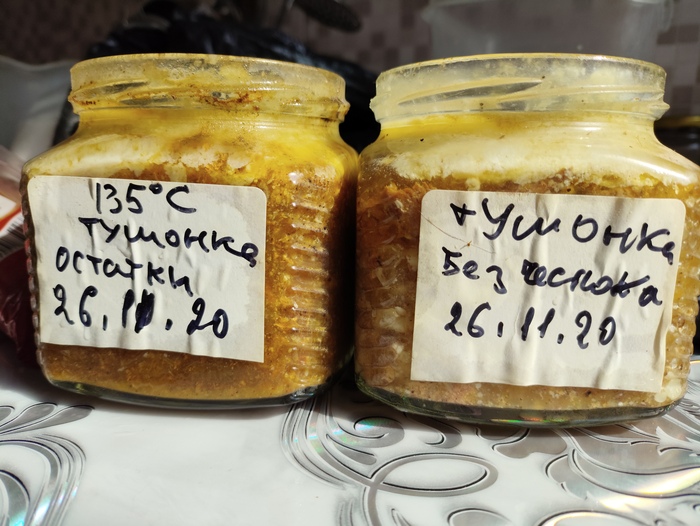 135°C
тушонка
остатки
26.11.20
тушонка
Без чеснока
26.11.20